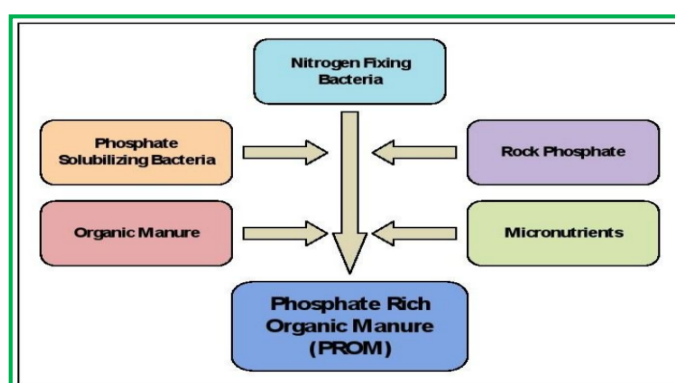 Nitrogen Fixing
Bacteria
Phosphate
Solubilizing Bacteria
Rock Phosphate
Organic Manure
Micronutrients
Phosphate Rich
Organic Manure
(PROM)